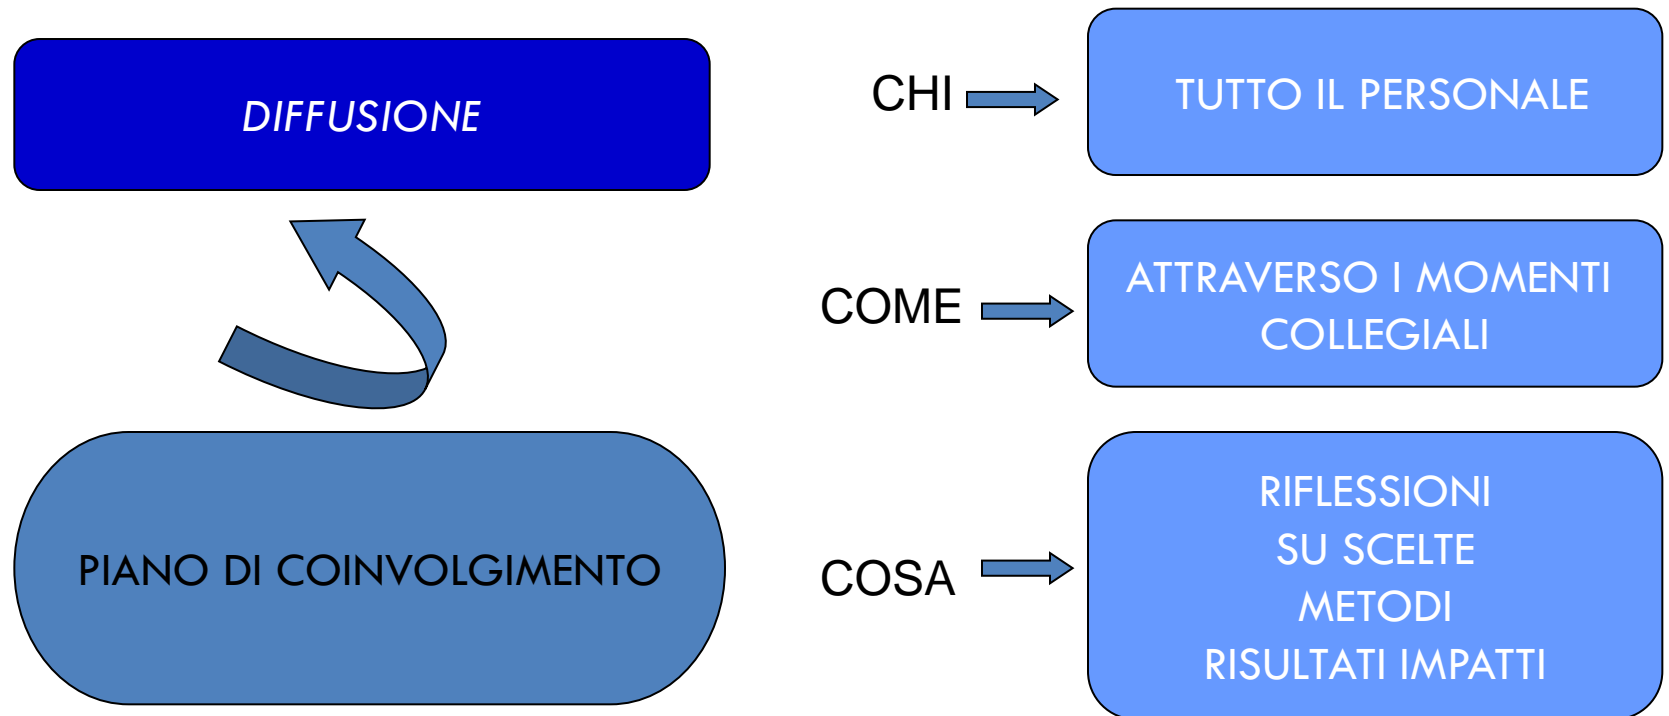 DIFFUSIONE
PIANO DI COINVOLGIMENTO
CHI
TUTTO IL PERSONALE
COME
ATTRAVERSO I MOMENTI
COLLEGIALI
COSA
RIFLESSIONI
SU SCELTE
METODI
RISULTATI IMPATTI